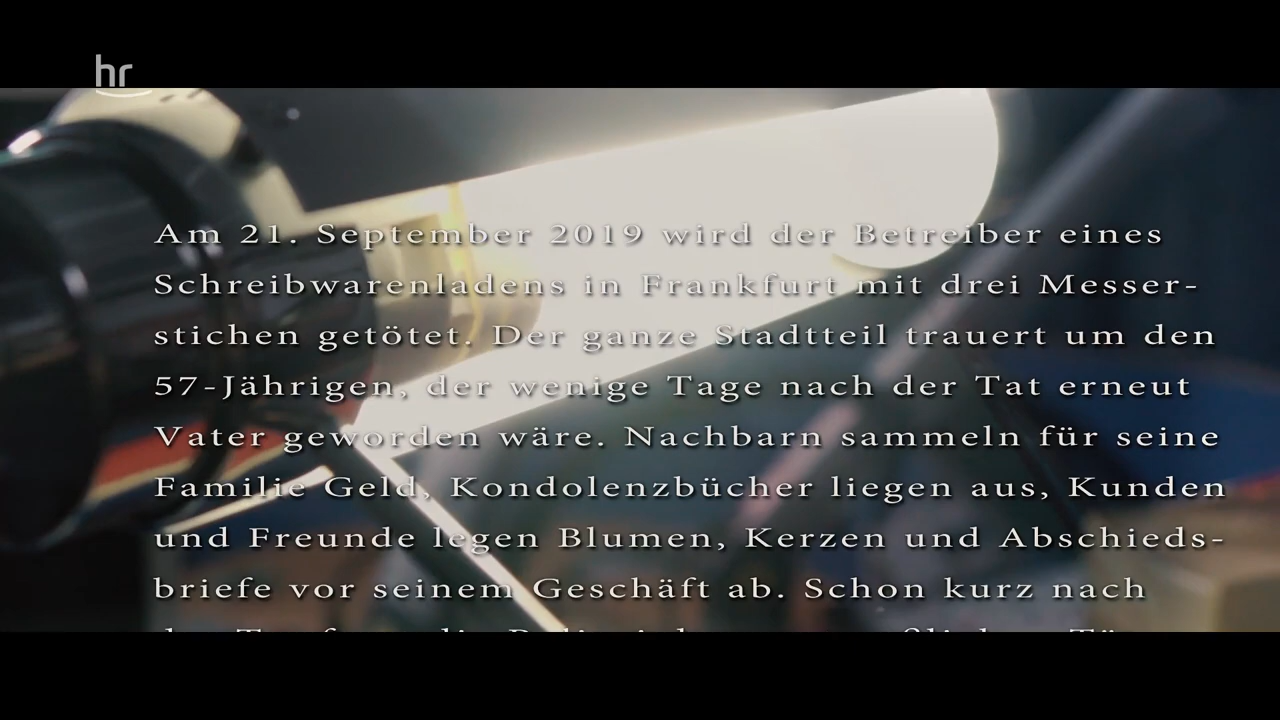 hr
Am 21. September 2019 wird der Betreiber eines
Schreibwarenladens in Frankfurt mit drei Messer-
stichen getötet. Der ganze Stadtteil trauert um den
57-Jährigen, der wenige Tage nach der Tat erneut
Vater geworden wäre. Nachbarn sammeln für seine
Familie Geld, Kondolenzbücher liegen aus, Kunden
und Freunde legen Blumen, Kerzen und Abschieds-
briefe vor seinem Geschäft ab. Schon kurz nach